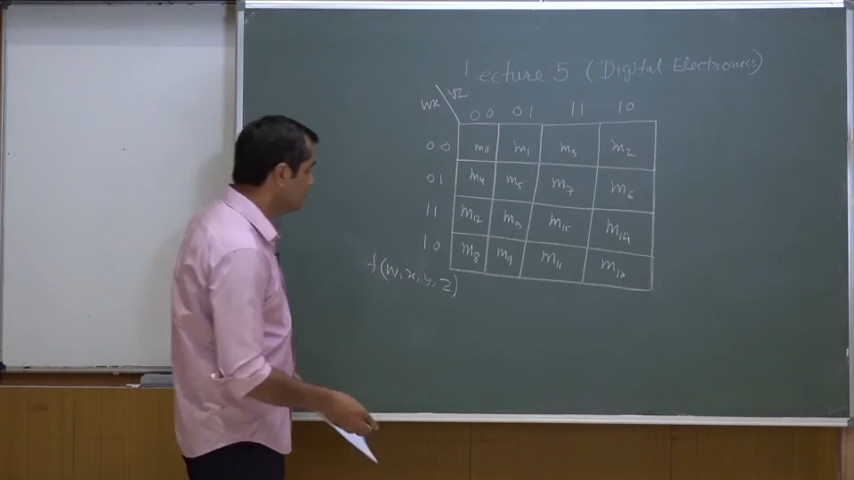 Lecture 5 (Digital Electronics)
wx yz
00 01 11 10
00 m0 m1 m3 m2
01 m4 m5 m7 m6
11 m12 m13 m15 m14
10 m8 m9 m11 m10
f(w,x,y,z)